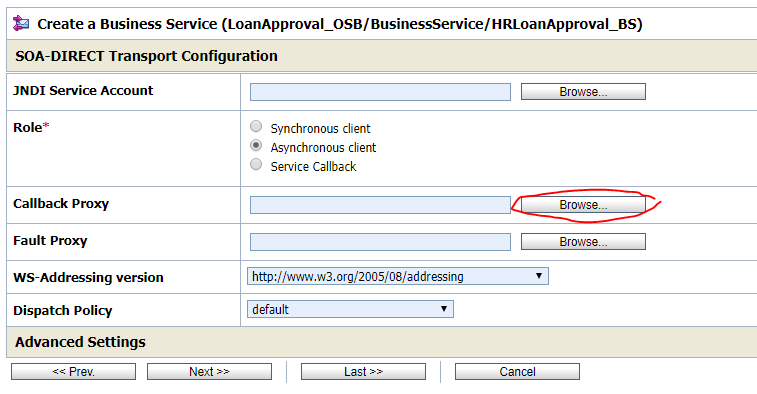 Create a Business Service (LoanApproval_OSB/BusinessService/HRLoanApproval_BS)
SOA-DIRECT Transport Configuration
JNDI Service Account Browse...
Role* Synchronous client
Asynchronous client
Service Callback
Callback Proxy Browse...
Fault Proxy Browse...
WS-Addressing version http://www.w3.org/2005/08/addressing
Dispatch Policy default
Advanced Settings
<< Prev. Next >> Last >> Cancel